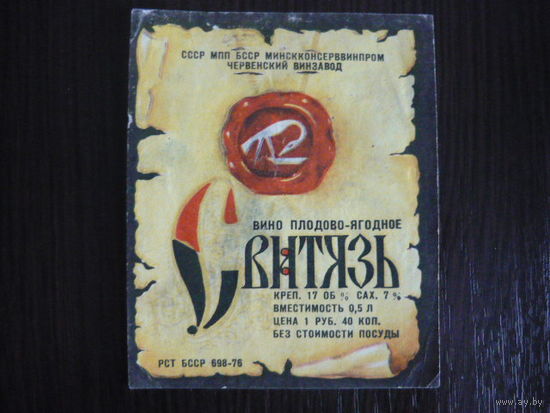 СССР МПП БССР МИНСККОНСЕРВВИНПРОМ
ЧЕРВЕНСКИЙ ВИНЗАВОД
ВИНО ПЛОДОВО-ЯГОДНОЕ
СВИТЯЗЬ
КРЕП. 17 ОБ % САХ. 7 %
ВМЕСТИМОСТЬ 0,5 Л
ЦЕНА 1 РУБ. 40 КОП.
БЕЗ СТОИМОСТИ ПОСУДЫ
РСТ БССР 698-76
www.ay.by